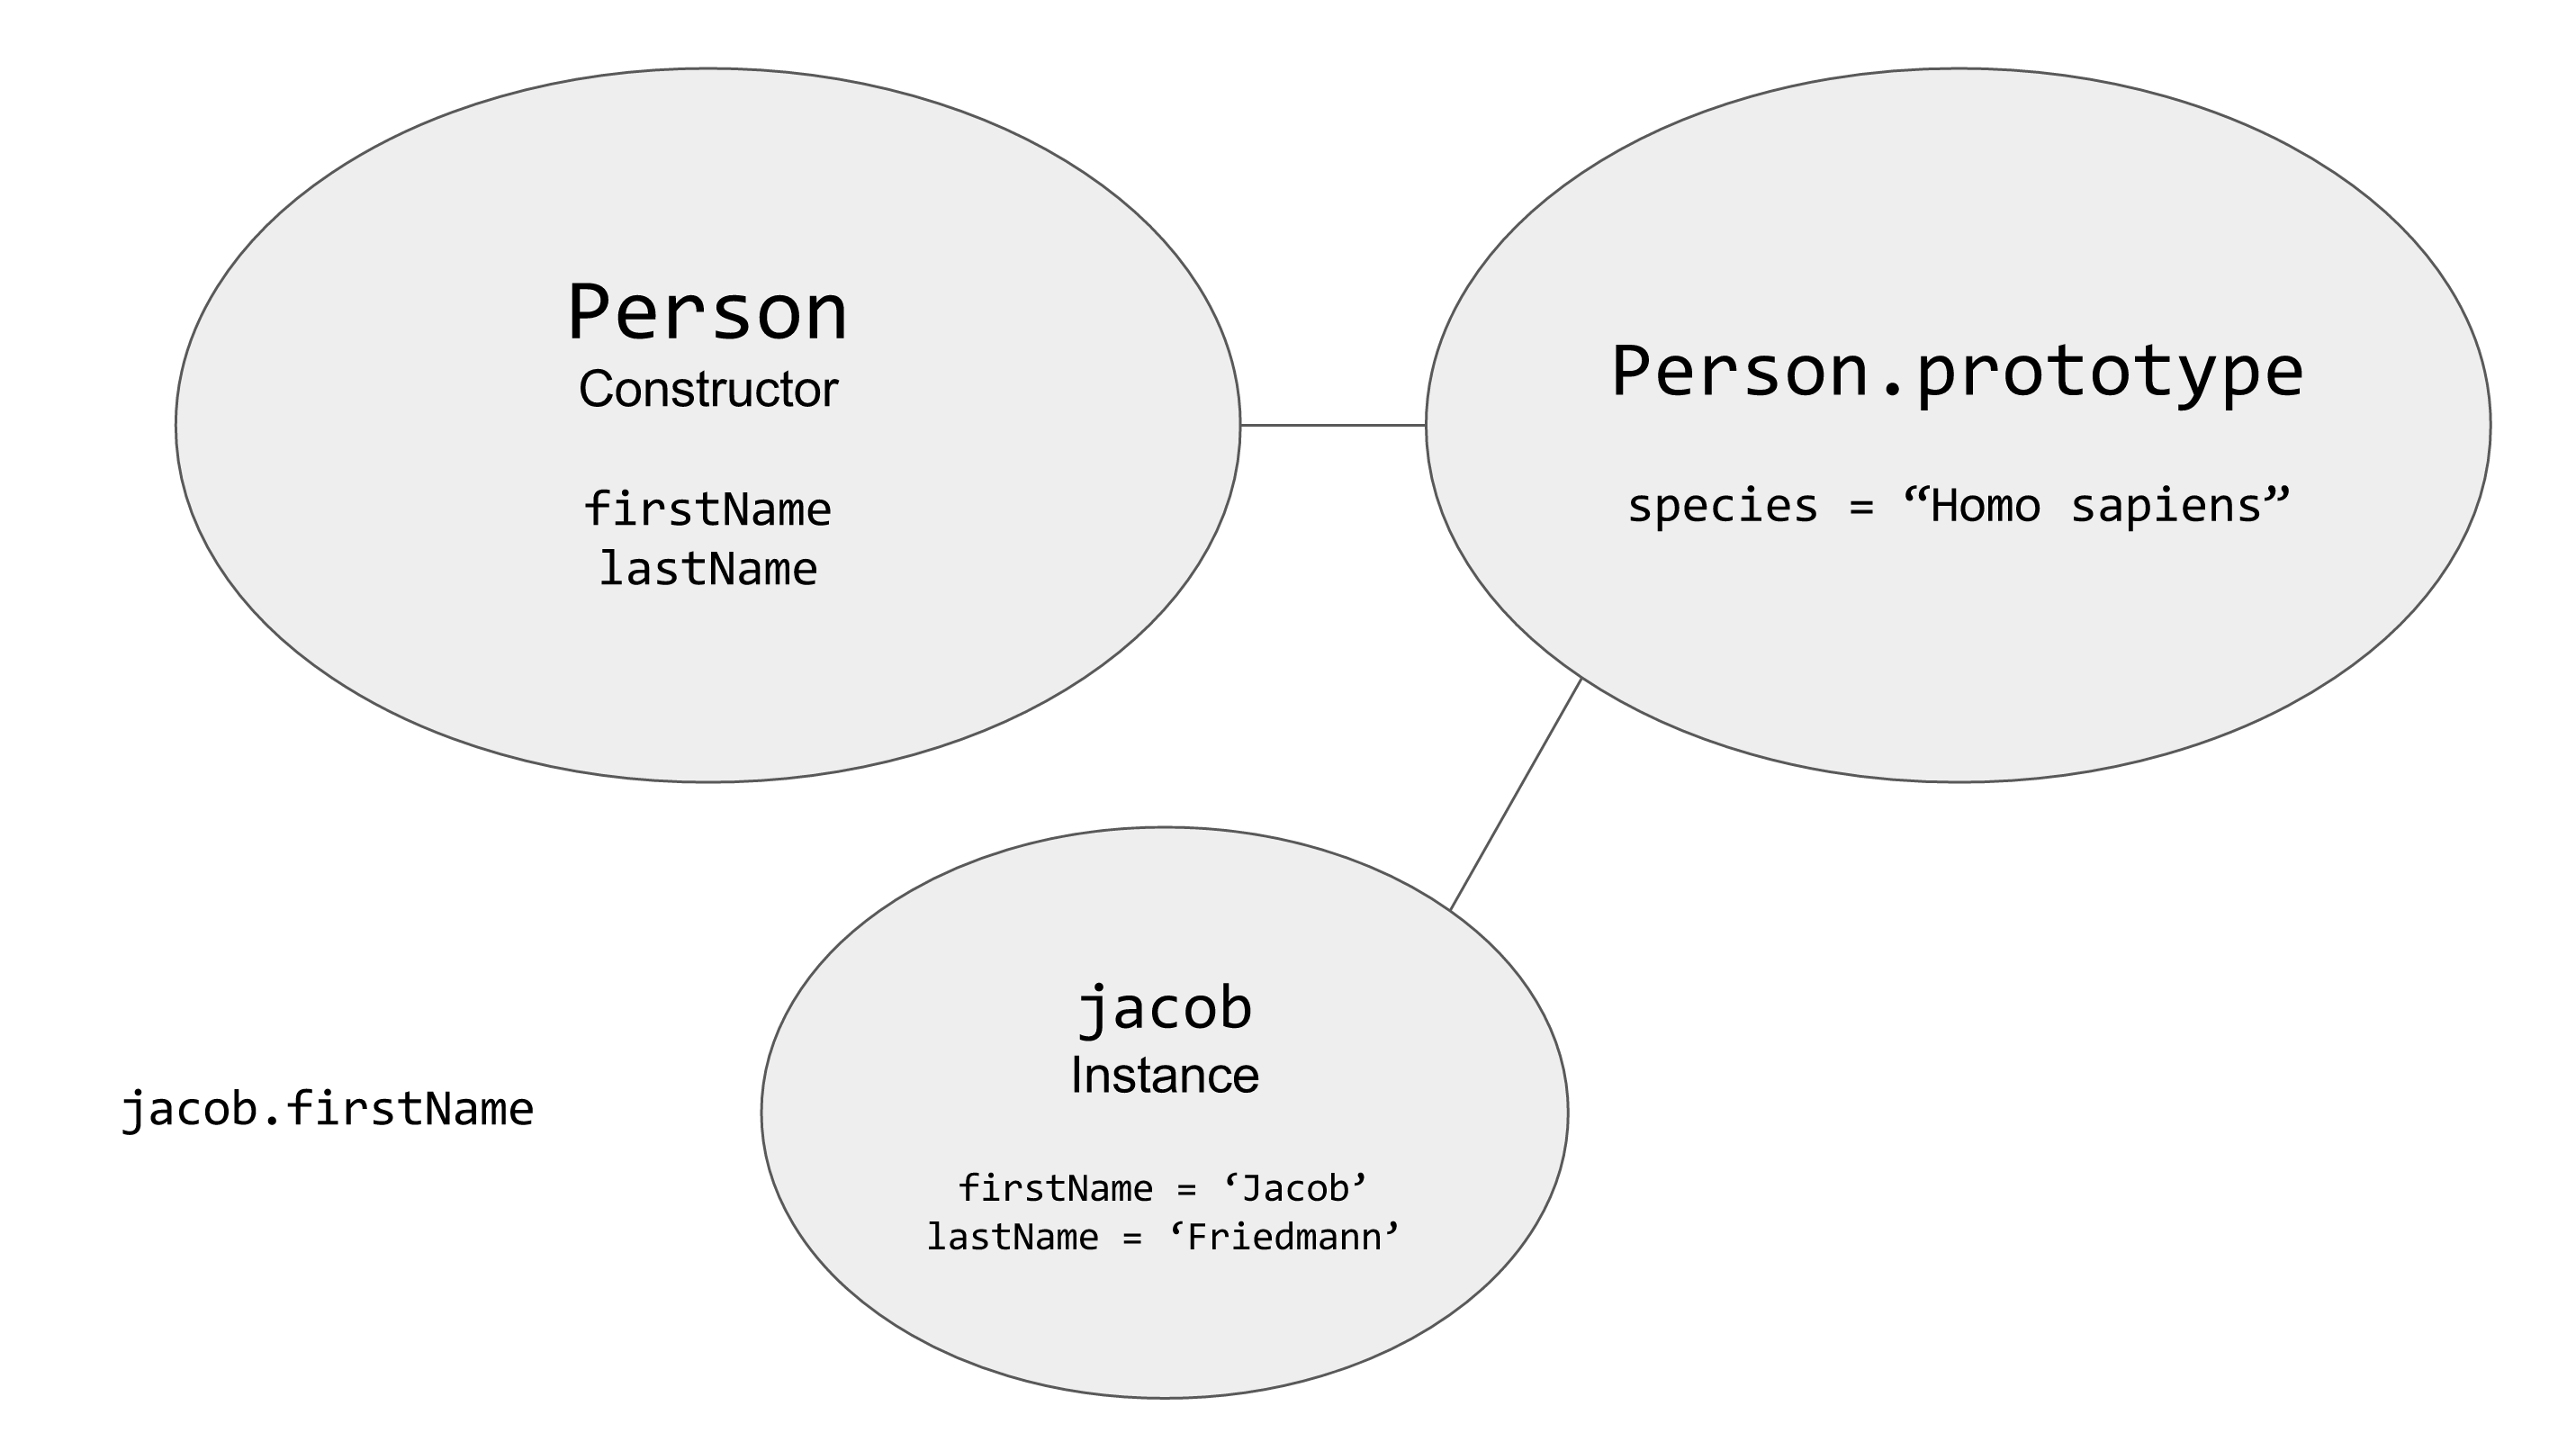 Person
Constructor
firstName
lastName
Person.prototype
species = “Homo sapiens”
jacob.firstName
jacob
Instance
firstName = ‘Jacob’
lastName = ‘Friedmann’